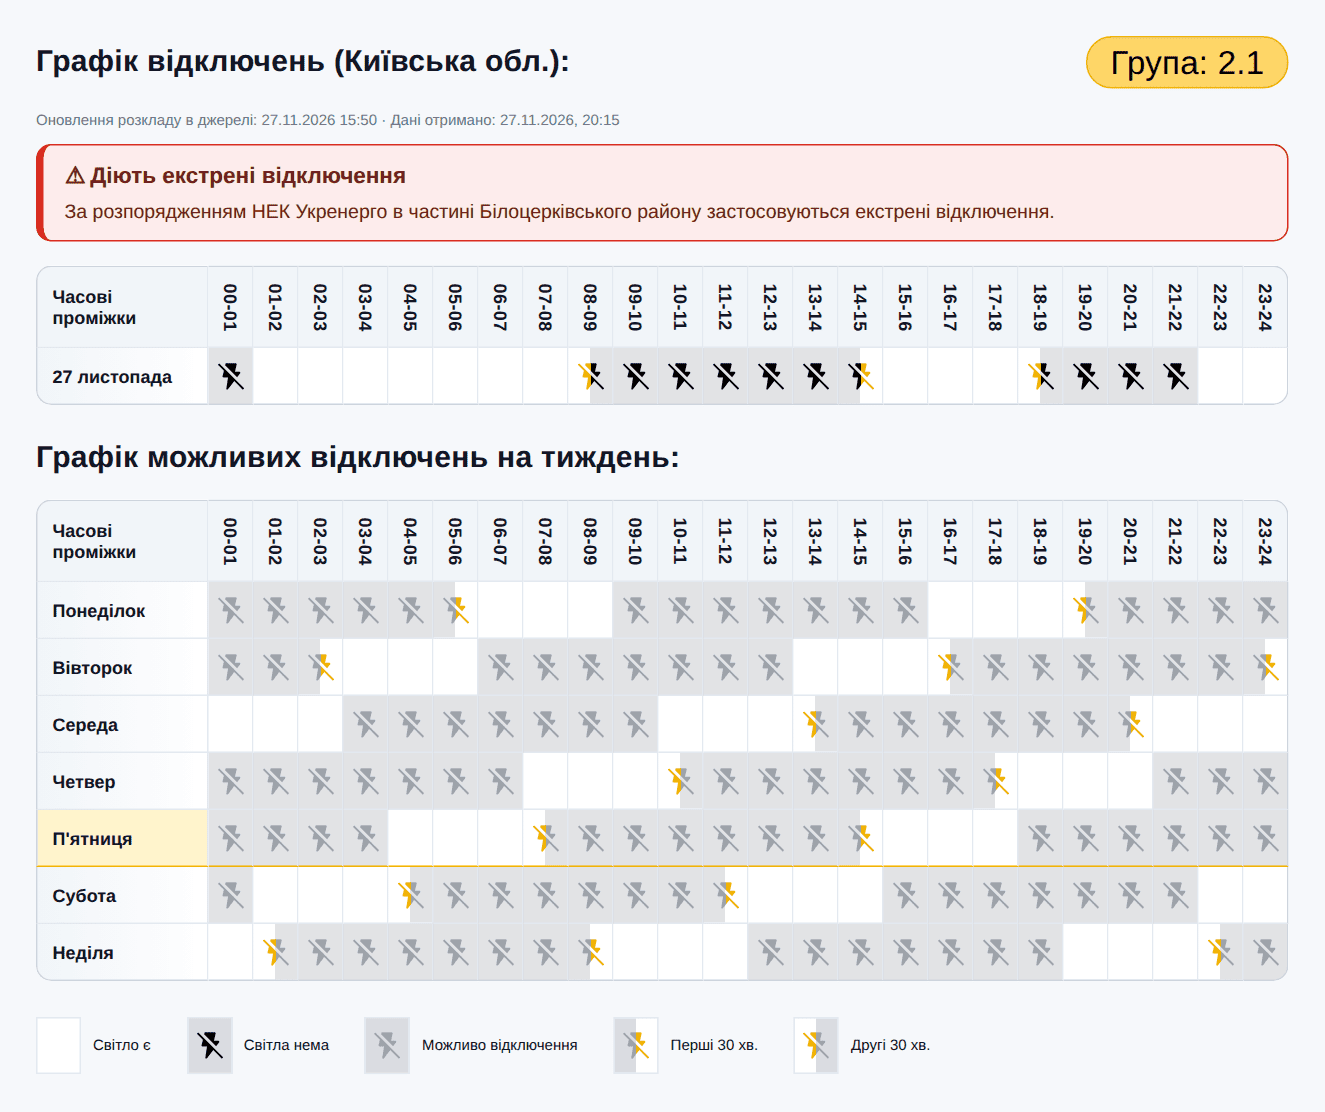 Графік відключень (Київська обл.):
Група: 2.1
Оновлення розкладу в джерелі: 27.11.2026 15:50 · Дані отримано: 27.11.2026, 20:15
⚠ Діють екстрені відключення
За розпорядженням НЕК Укренерго в частині Білоцерківського району застосовуються екстрені відключення.
Часові проміжки 00-01 01-02 02-03 03-04 04-05 05-06 06-07 07-08 08-09 09-10 10-11 11-12 12-13 13-14 14-15 15-16 16-17 17-18 18-19 19-20 20-21 21-22 22-23 23-24
27 листопада
Графік можливих відключень на тиждень:
Часові проміжки 00-01 01-02 02-03 03-04 04-05 05-06 06-07 07-08 08-09 09-10 10-11 11-12 12-13 13-14 14-15 15-16 16-17 17-18 18-19 19-20 20-21 21-22 22-23 23-24
Понеділок
Вівторок
Середа
Четвер
П'ятниця
Субота
Неділя
Світло є Світла нема Можливо відключення Перші 30 хв. Другі 30 хв.